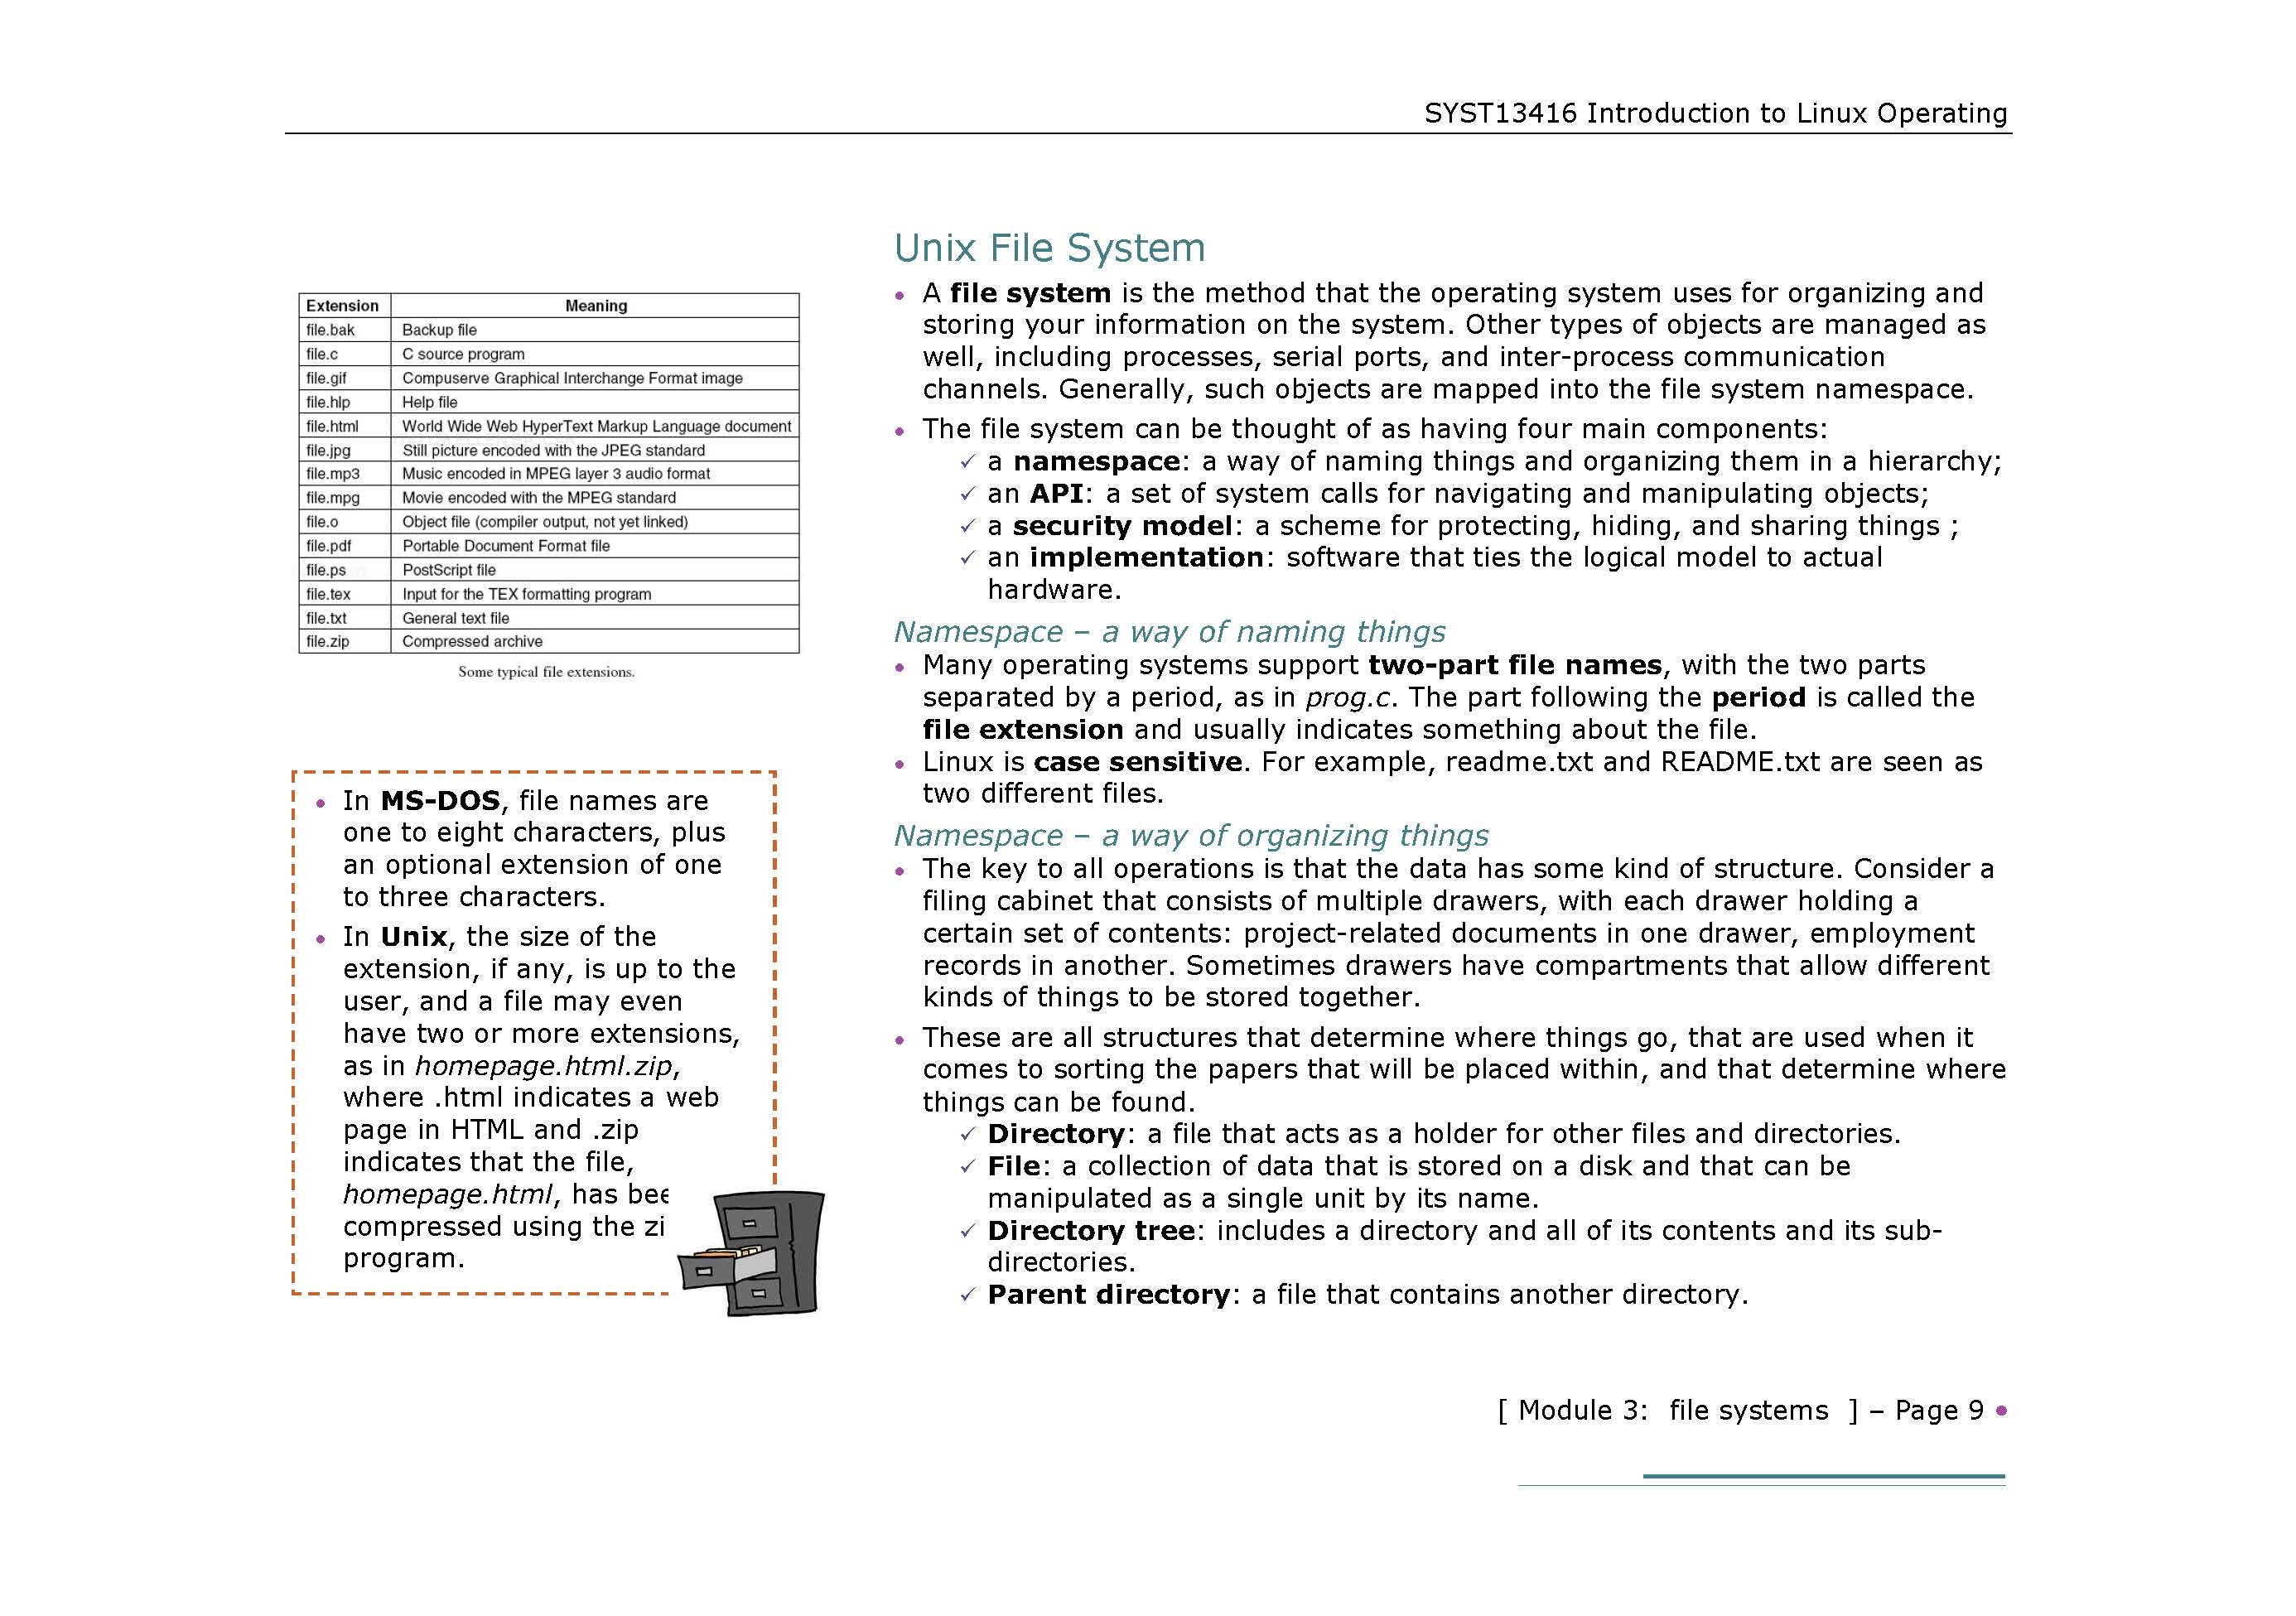 SYST13416 Introduction to Linux Operating
Extension Meaning
file.bak Backup file
file.c C source program
file.gif Compuserve Graphical Interchange Format image
file.hlp Help file
file.html World Wide Web HyperText Markup Language document
file.jpg Still picture encoded with the JPEG standard
file.mp3 Music encoded in MPEG layer 3 audio format
file.mpg Movie encoded with the MPEG standard
file.o Object file (compiler output, not yet linked)
file.pdf Portable Document Format file
file.ps PostScript file
file.tex Input for the TEX formatting program
file.txt General text file
file.zip Compressed archive
Some typical file extensions.
• In MS-DOS, file names are
one to eight characters, plus
an optional extension of one
to three characters.
• In Unix, the size of the
extension, if any, is up to the
user, and a file may even
have two or more extensions,
as in homepage.html.zip,
where .html indicates a web
page in HTML and .zip
indicates that the file,
homepage.html, has bee
compressed using the zi
program.
Unix File System
• A file system is the method that the operating system uses for organizing and
storing your information on the system. Other types of objects are managed as
well, including processes, serial ports, and inter-process communication
channels. Generally, such objects are mapped into the file system namespace.
• The file system can be thought of as having four main components:
✓ a namespace: a way of naming things and organizing them in a hierarchy;
✓ an API: a set of system calls for navigating and manipulating objects;
✓ a security model: a scheme for protecting, hiding, and sharing things ;
✓ an implementation: software that ties the logical model to actual
hardware.
Namespace – a way of naming things
• Many operating systems support two-part file names, with the two parts
separated by a period, as in prog.c. The part following the period is called the
file extension and usually indicates something about the file.
• Linux is case sensitive. For example, readme.txt and README.txt are seen as
two different files.
Namespace – a way of organizing things
• The key to all operations is that the data has some kind of structure. Consider a
filing cabinet that consists of multiple drawers, with each drawer holding a
certain set of contents: project-related documents in one drawer, employment
records in another. Sometimes drawers have compartments that allow different
kinds of things to be stored together.
• These are all structures that determine where things go, that are used when it
comes to sorting the papers that will be placed within, and that determine where
things can be found.
✓ Directory: a file that acts as a holder for other files and directories.
✓ File: a collection of data that is stored on a disk and that can be
manipulated as a single unit by its name.
✓ Directory tree: includes a directory and all of its contents and its sub-
directories.
✓ Parent directory: a file that contains another directory.
[ Module 3: file systems ] – Page 9 •